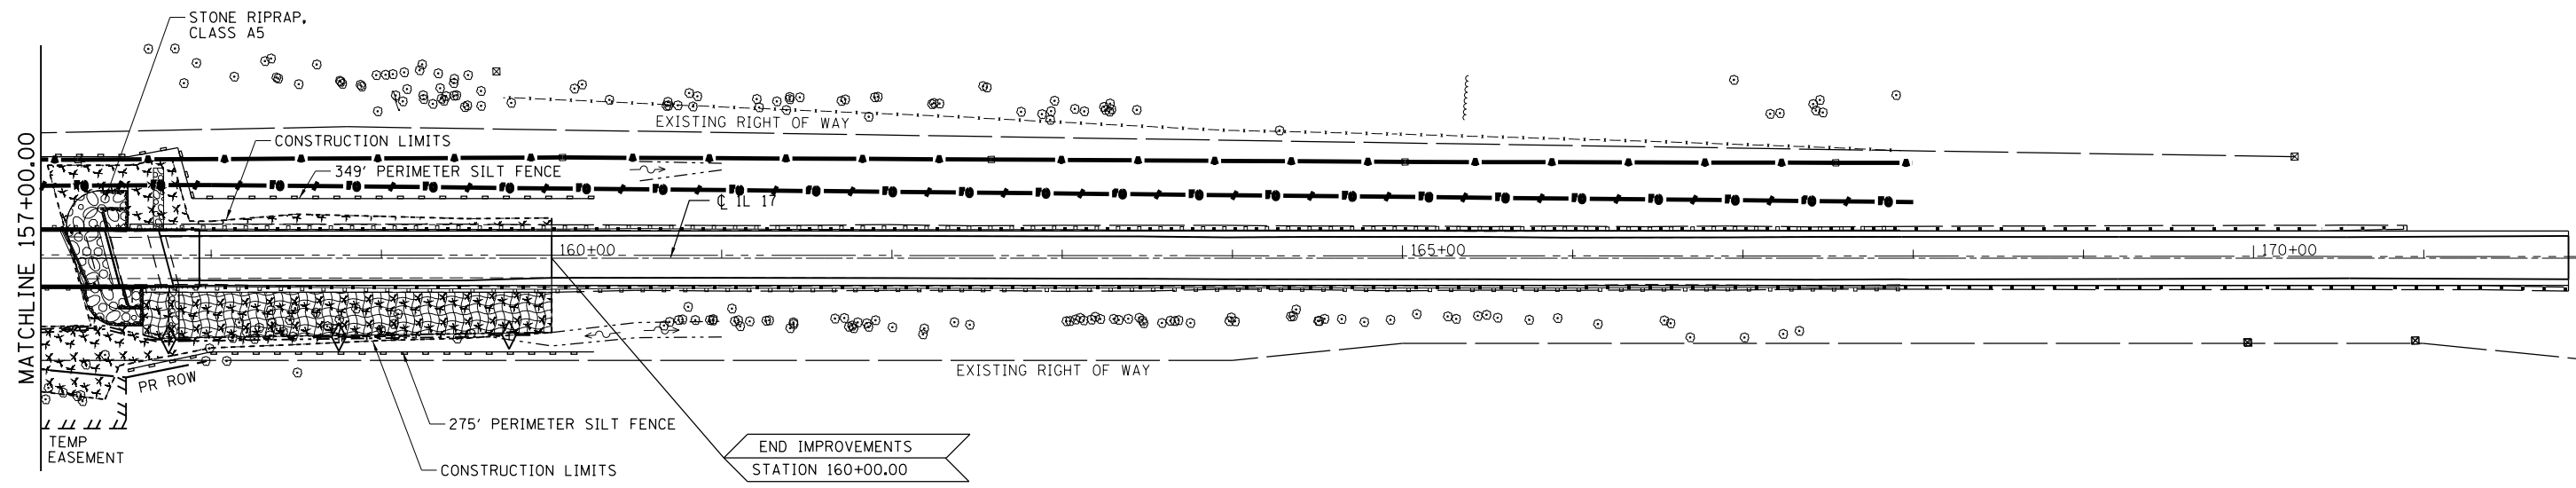 STONE RIPRAP,
CLASS A5
MATCHLINE 157+00.00
EXISTING RIGHT OF WAY
CONSTRUCTION LIMITS
349' PERIMETER SILT FENCE
℄ IL 17
160+00
165+00
170+00
PR ROW
EXISTING RIGHT OF WAY
275' PERIMETER SILT FENCE
TEMP
EASEMENT
END IMPROVEMENTS
STATION 160+00.00
CONSTRUCTION LIMITS